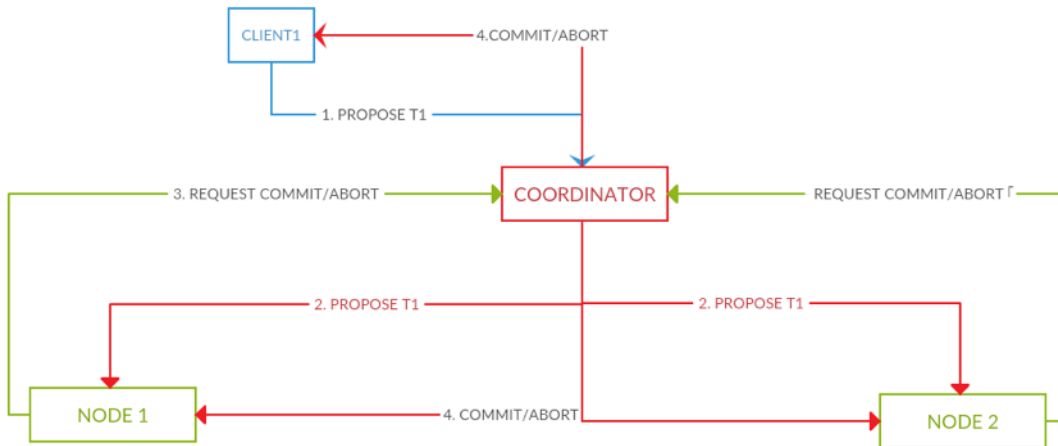 CLIENT1
4.COMMIT/ABORT
1. PROPOSE T1
3. REQUEST COMMIT/ABORT
COORDINATOR
REQUEST COMMIT/ABORT
2. PROPOSE T1
2. PROPOSE T1
NODE 1
4. COMMIT/ABORT
NODE 2